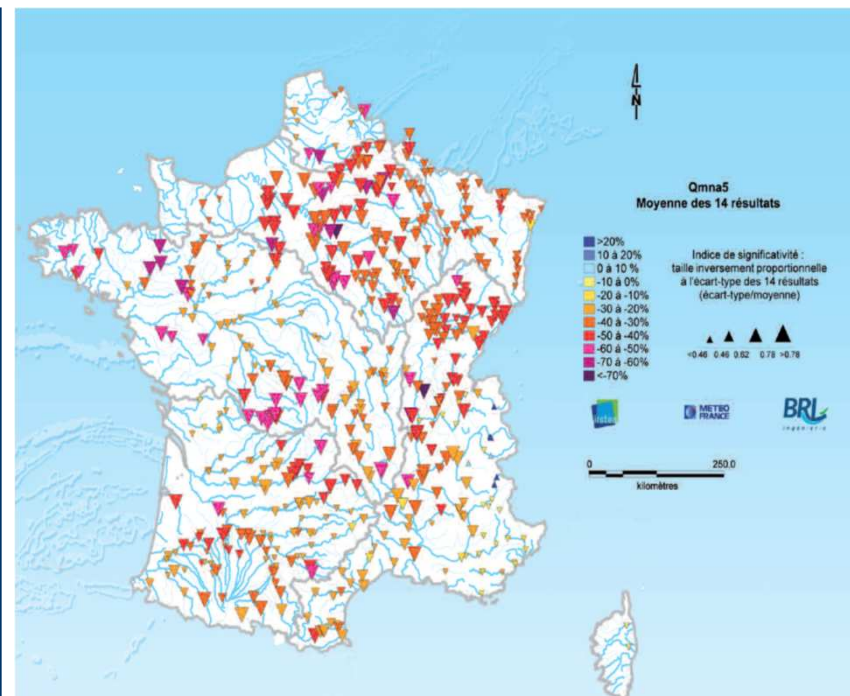 N
Qmna5
Moyenne des 14 résultats
>20%
10 à 20%
0 à 10 %
-10 à 0%
-20 à -10%
-30 à -20%
-40 à -30%
-50 à -40%
-60 à -50%
-70 à -60%
<-70%
Indice de significativité :
taille inversement proportionnelle
à l'écart-type des 14 résultats
(écart-type/moyenne)
<0.46 0.46 0.62 0.78 >0.78
METEO
FRANCE
BRL
ingénierie
0 250,0
kilomètres